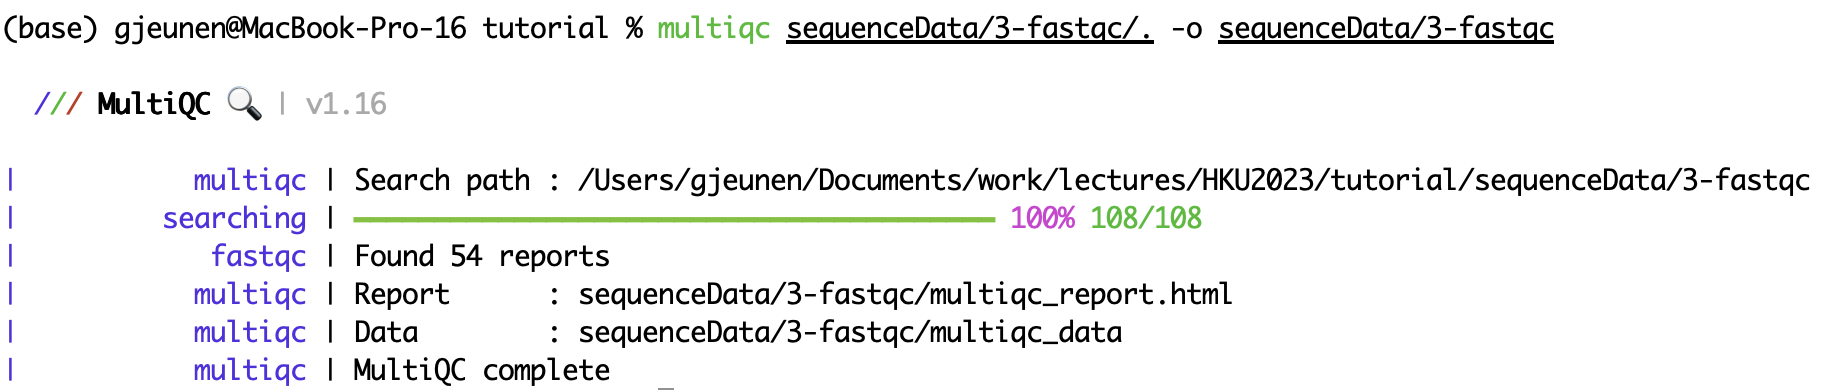 (base) gjeunen@MacBook-Pro-16 tutorial % multiqc sequenceData/3-fastqc/. -o sequenceData/3-fastqc
/// MultiQC 🔍 | v1.16
| multiqc | Search path : /Users/gjeunen/Documents/work/lectures/HKU2023/tutorial/sequenceData/3-fastqc
| searching | ━━━━━━━━━━━━━━━━━━━━━━━━━━━━━━━━━━━━━━━━ 100% 108/108
| fastqc | Found 54 reports
| multiqc | Report : sequenceData/3-fastqc/multiqc_report.html
| multiqc | Data : sequenceData/3-fastqc/multiqc_data
| multiqc | MultiQC complete